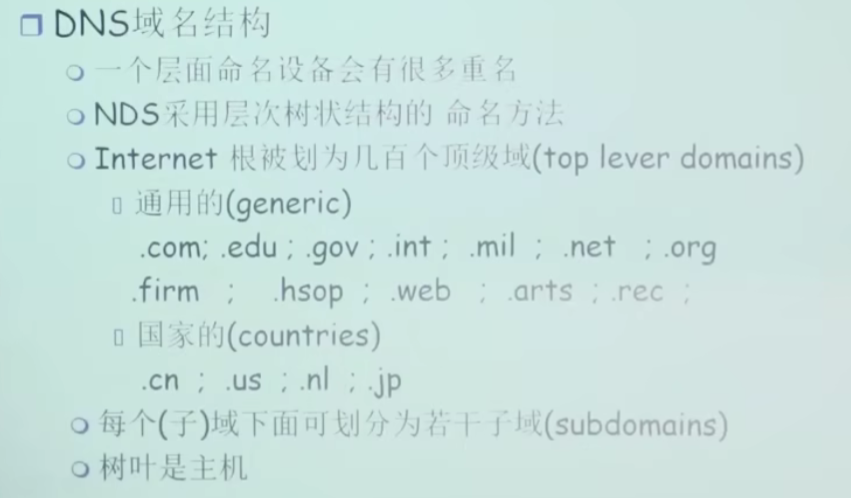 DNS域名结构
一个层面命名设备会有很多重名
NDS采用层次树状结构的 命名方法
Internet 根被划为几百个顶级域(top lever domains)
通用的(generic)
.com; .edu ; .gov ; .int ; .mil ; .net ; .org
.firm ; .hsop ; .web ; .arts ; .rec ;
国家的(countries)
.cn ; .us ; .nl ; .jp
每个(子)域下面可划分为若干子域(subdomains)
树叶是主机